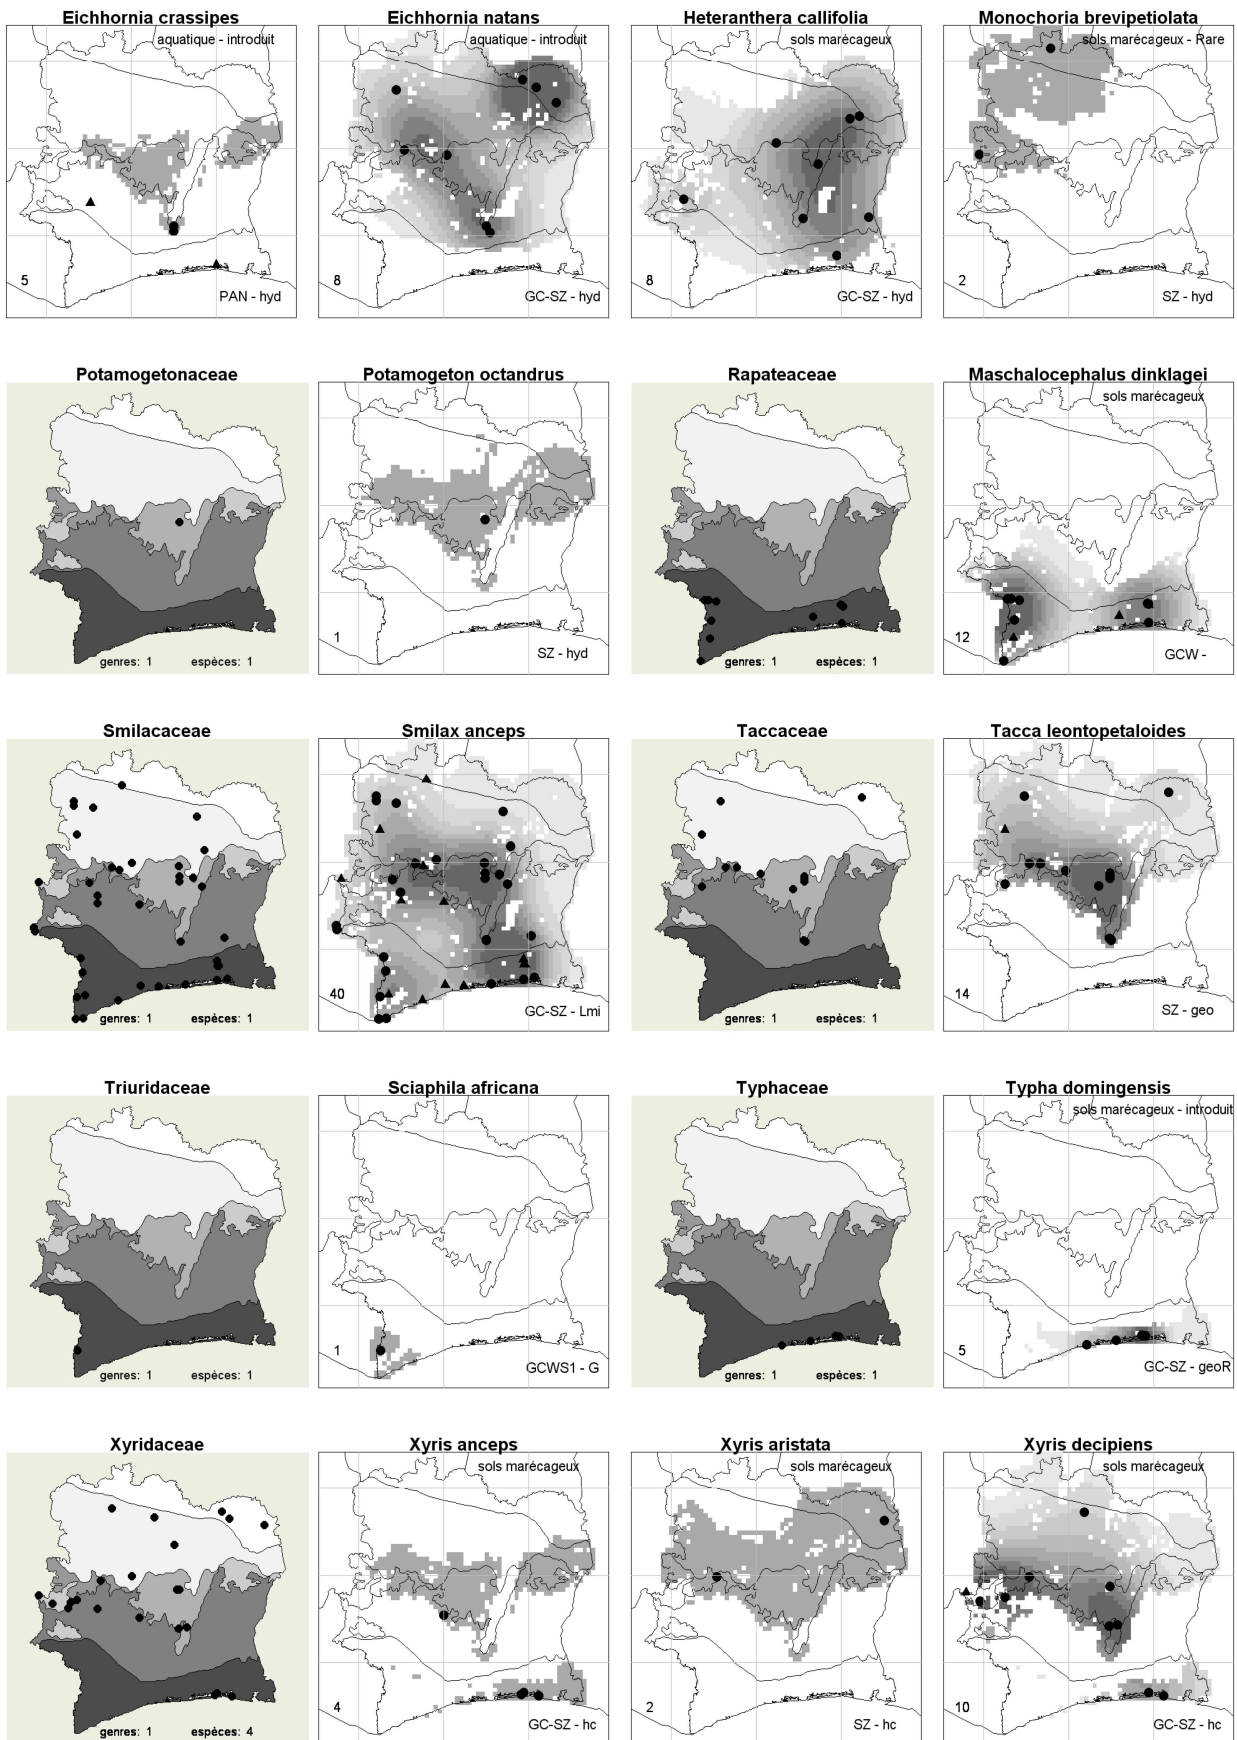 Eichhornia crassipes
aquatique - introduit
5
PAN - hyd
Eichhornia natans
aquatique - introduit
8
GC-SZ - hyd
Heteranthera callifolia
sols marécageux
8
GC-SZ - hyd
Monochoria brevipetiolata
sols marécageux - Rare
2
SZ - hyd
Potamogetonaceae
genres: 1 espèces: 1
Potamogeton octandrus
1
SZ - hyd
Rapateaceae
genres: 1 espèces: 1
Maschalocephalus dinklagei
sols marécageux
12
GCW -
Smilacaceae
genres: 1 espèces: 1
Smilax anceps
40
GC-SZ - Lmi
Taccaceae
genres: 1 espèces: 1
Tacca leontopetaloides
14
SZ - geo
Triuridaceae
genres: 1 espèces: 1
Sciaphila africana
1
GCWS1 - G
Typhaceae
genres: 1 espèces: 1
Typha domingensis
sols marécageux - introduit
5
GC-SZ - geoR
Xyridaceae
genres: 1 espèces: 4
Xyris anceps
sols marécageux
4
GC-SZ - hc
Xyris aristata
sols marécageux
2
SZ - hc
Xyris decipiens
sols marécageux
10
GC-SZ - hc